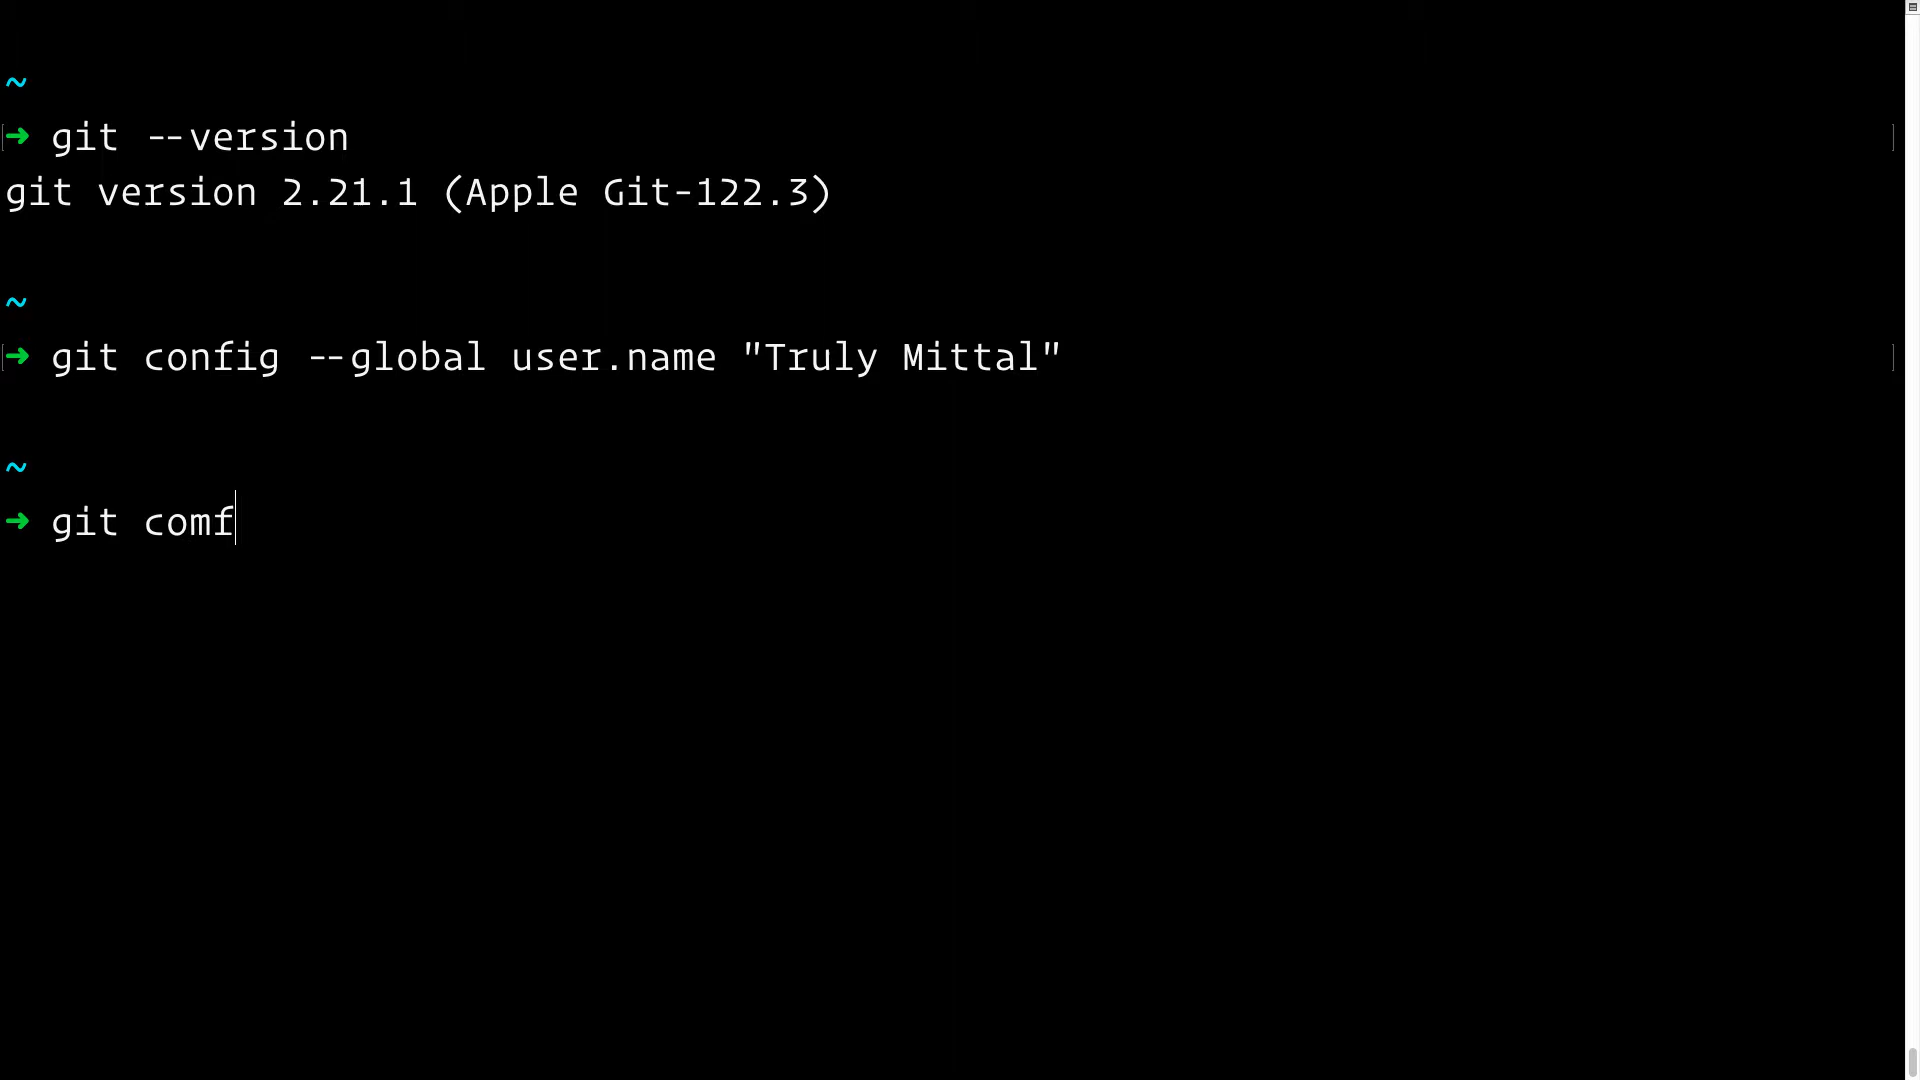 ~
➜ git --version
git version 2.21.1 (Apple Git-122.3)
~
➜ git config --global user.name "Truly Mittal"
~
➜ git comf